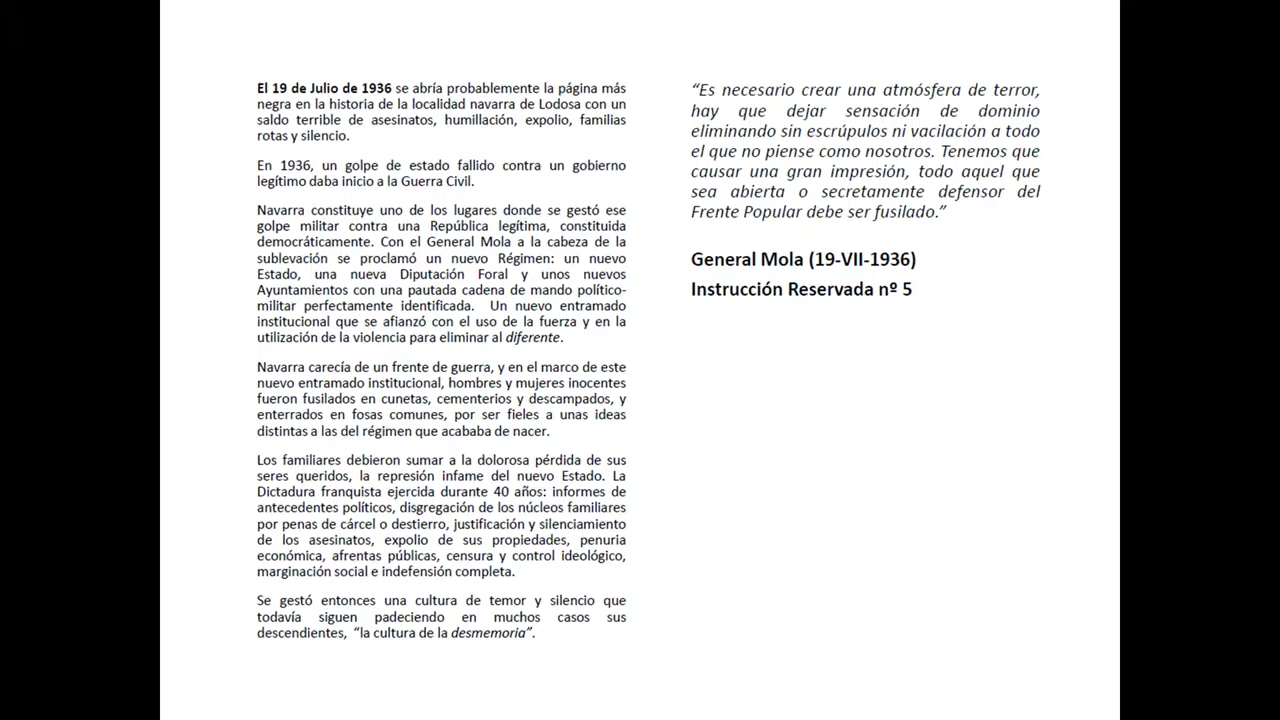 El 19 de Julio de 1936 se abría probablemente la página más
negra en la historia de la localidad navarra de Lodosa con un
saldo terrible de asesinatos, humillación, expolio, familias
rotas y silencio.
En 1936, un golpe de estado fallido contra un gobierno
legítimo daba inicio a la Guerra Civil.
Navarra constituye uno de los lugares donde se gestó ese
golpe militar contra una República legítima, constituida
democráticamente. Con el General Mola a la cabeza de la
sublevación se proclamó un nuevo Régimen: un nuevo
Estado, una nueva Diputación Foral y unos nuevos
Ayuntamientos con una pautada cadena de mando político-
militar perfectamente identificada. Un nuevo entramado
institucional que se afianzó con el uso de la fuerza y en la
utilización de la violencia para eliminar al diferente.
Navarra carecía de un frente de guerra, y en el marco de este
nuevo entramado institucional, hombres y mujeres inocentes
fueron fusilados en cunetas, cementerios y descampados, y
enterrados en fosas comunes, por ser fieles a unas ideas
distintas a las del régimen que acababa de nacer.
Los familiares debieron sumar a la dolorosa pérdida de sus
seres queridos, la represión infame del nuevo Estado. La
Dictadura franquista ejercida durante 40 años: informes de
antecedentes políticos, disgregación de los núcleos familiares
por penas de cárcel o destierro, justificación y silenciamiento
de los asesinatos, expolio de sus propiedades, penuria
económica, afrentas públicas, censura y control ideológico,
marginación social e indefensión completa.
Se gestó entonces una cultura de temor y silencio que
todavía siguen padeciendo en muchos casos sus
descendientes, “la cultura de la desmemoria”.
“Es necesario crear una atmósfera de terror,
hay que dejar sensación de dominio
eliminando sin escrúpulos ni vacilación a todo
el que no piense como nosotros. Tenemos que
causar una gran impresión, todo aquel que
sea abierta o secretamente defensor del
Frente Popular debe ser fusilado.”
General Mola (19-VII-1936)
Instrucción Reservada nº 5